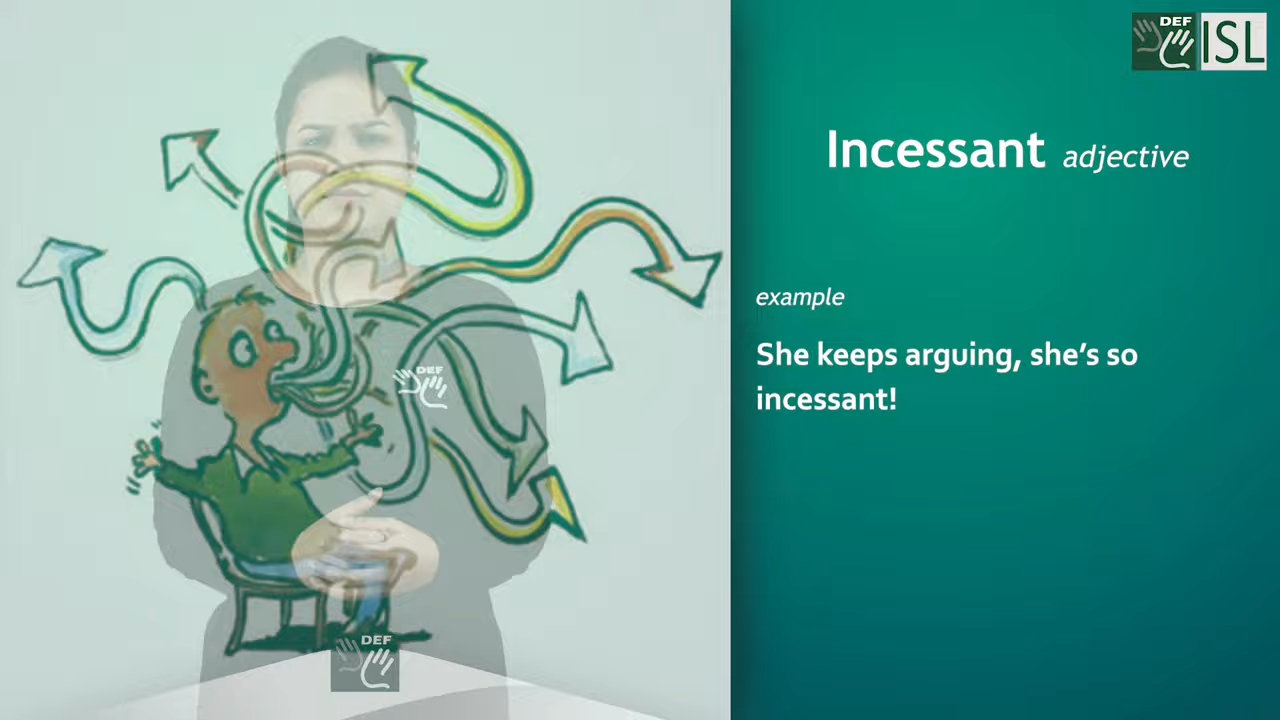 DEF
ISL
Incessant adjective
example
She keeps arguing, she's so
incessant!
DEF
DEF